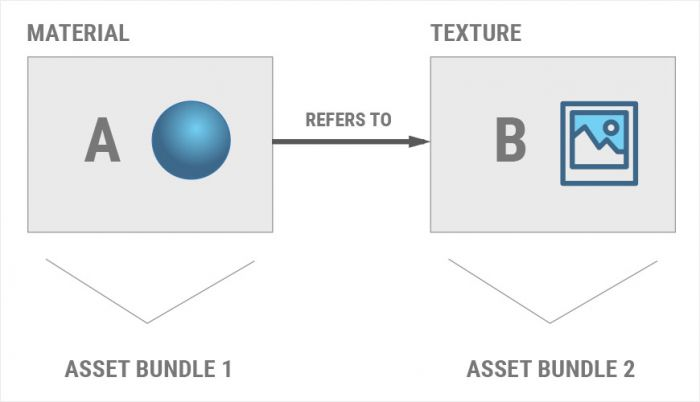 MATERIAL
TEXTURE
A
REFERS TO
B
ASSET BUNDLE 1
ASSET BUNDLE 2